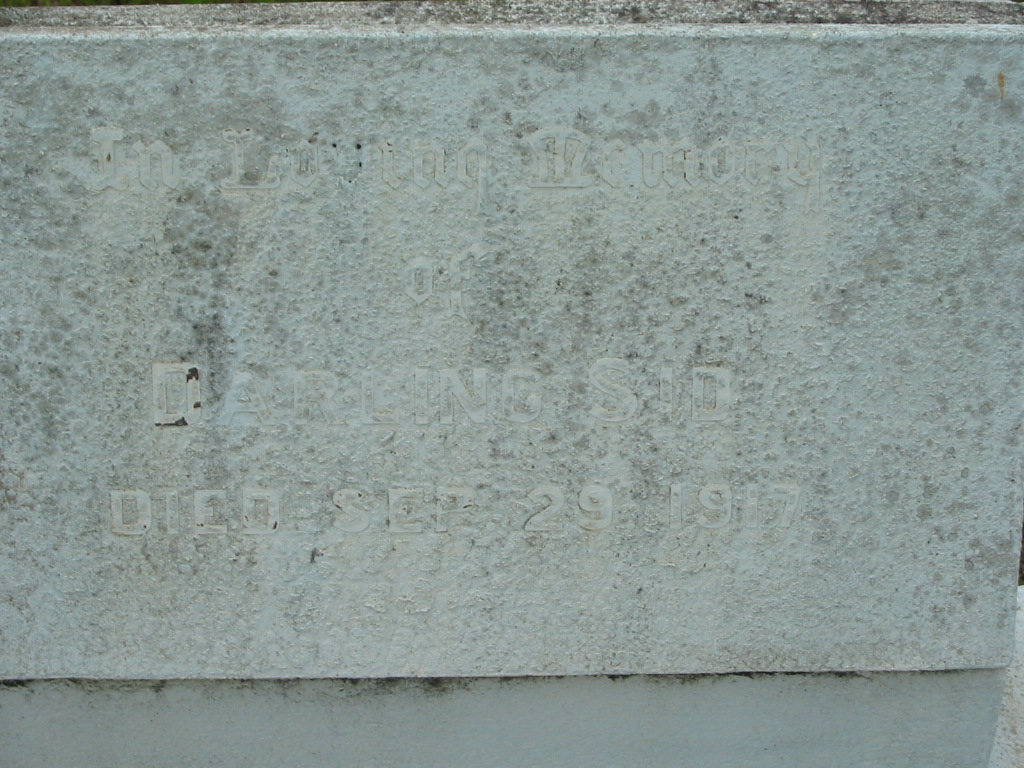 In Loving Memory
of
DARLING SID
DIED SEP. 29. 1917